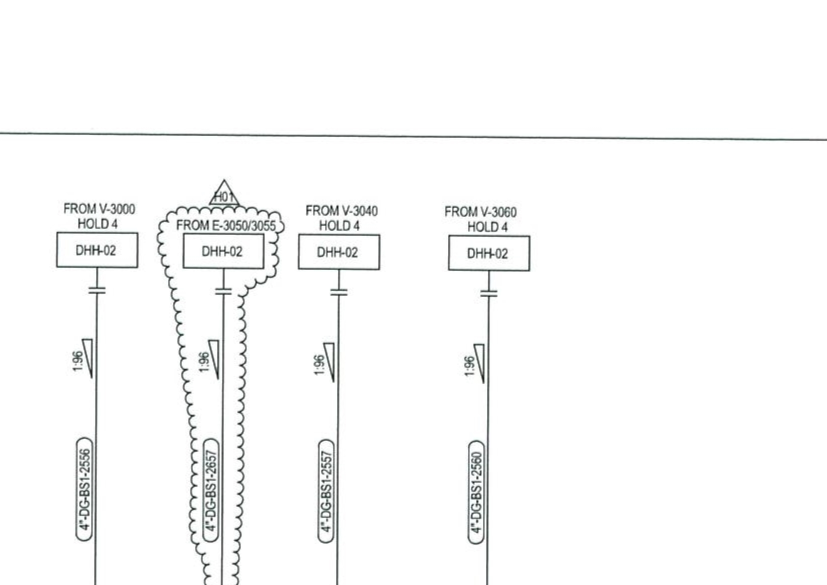 H01
FROM V-3000
HOLD 4
DHH-02
1:96
4"-DG-BS1-2556
FROM E-3050/3055
DHH-02
1:96
4"-DG-BS1-2657
FROM V-3040
HOLD 4
DHH-02
1:96
4"-DG-BS1-2557
FROM V-3060
HOLD 4
DHH-02
1:96
4"-DG-BS1-2560